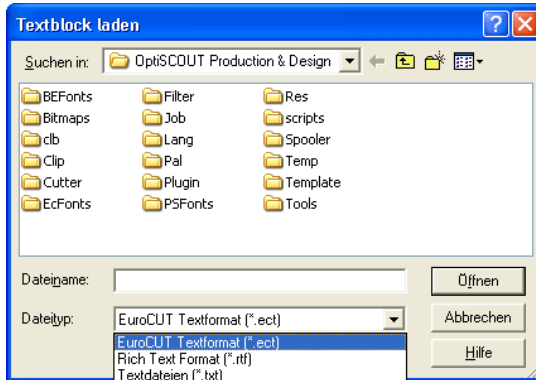 Textblock laden
Suchen in: OptiSCOUT Production & Design
BEFonts Filter Res
Bitmaps Job scripts
clb Lang Spooler
Clip Pal Temp
Cutter Plugin Template
EcFonts PSFonts Tools
Dateiname: Öffnen
Dateityp: EuroCUT Textformat (*.ect) Abbrechen
EuroCUT Textformat (*.ect)
Rich Text Format (*.rtf) Hilfe
Textdateien (*.txt)